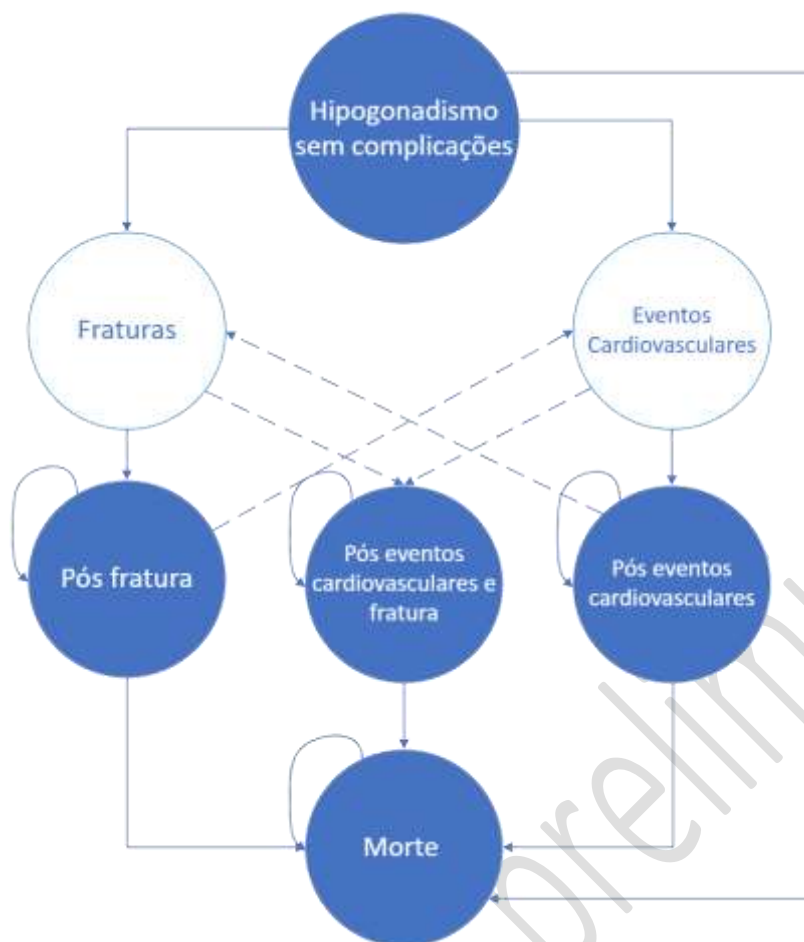 Hipogonadismo
sem complicações
Fraturas
Eventos
Cardiovasculares
Pós fratura
Pós eventos
cardiovasculares e
fratura
Pós eventos
cardiovasculares
Morte